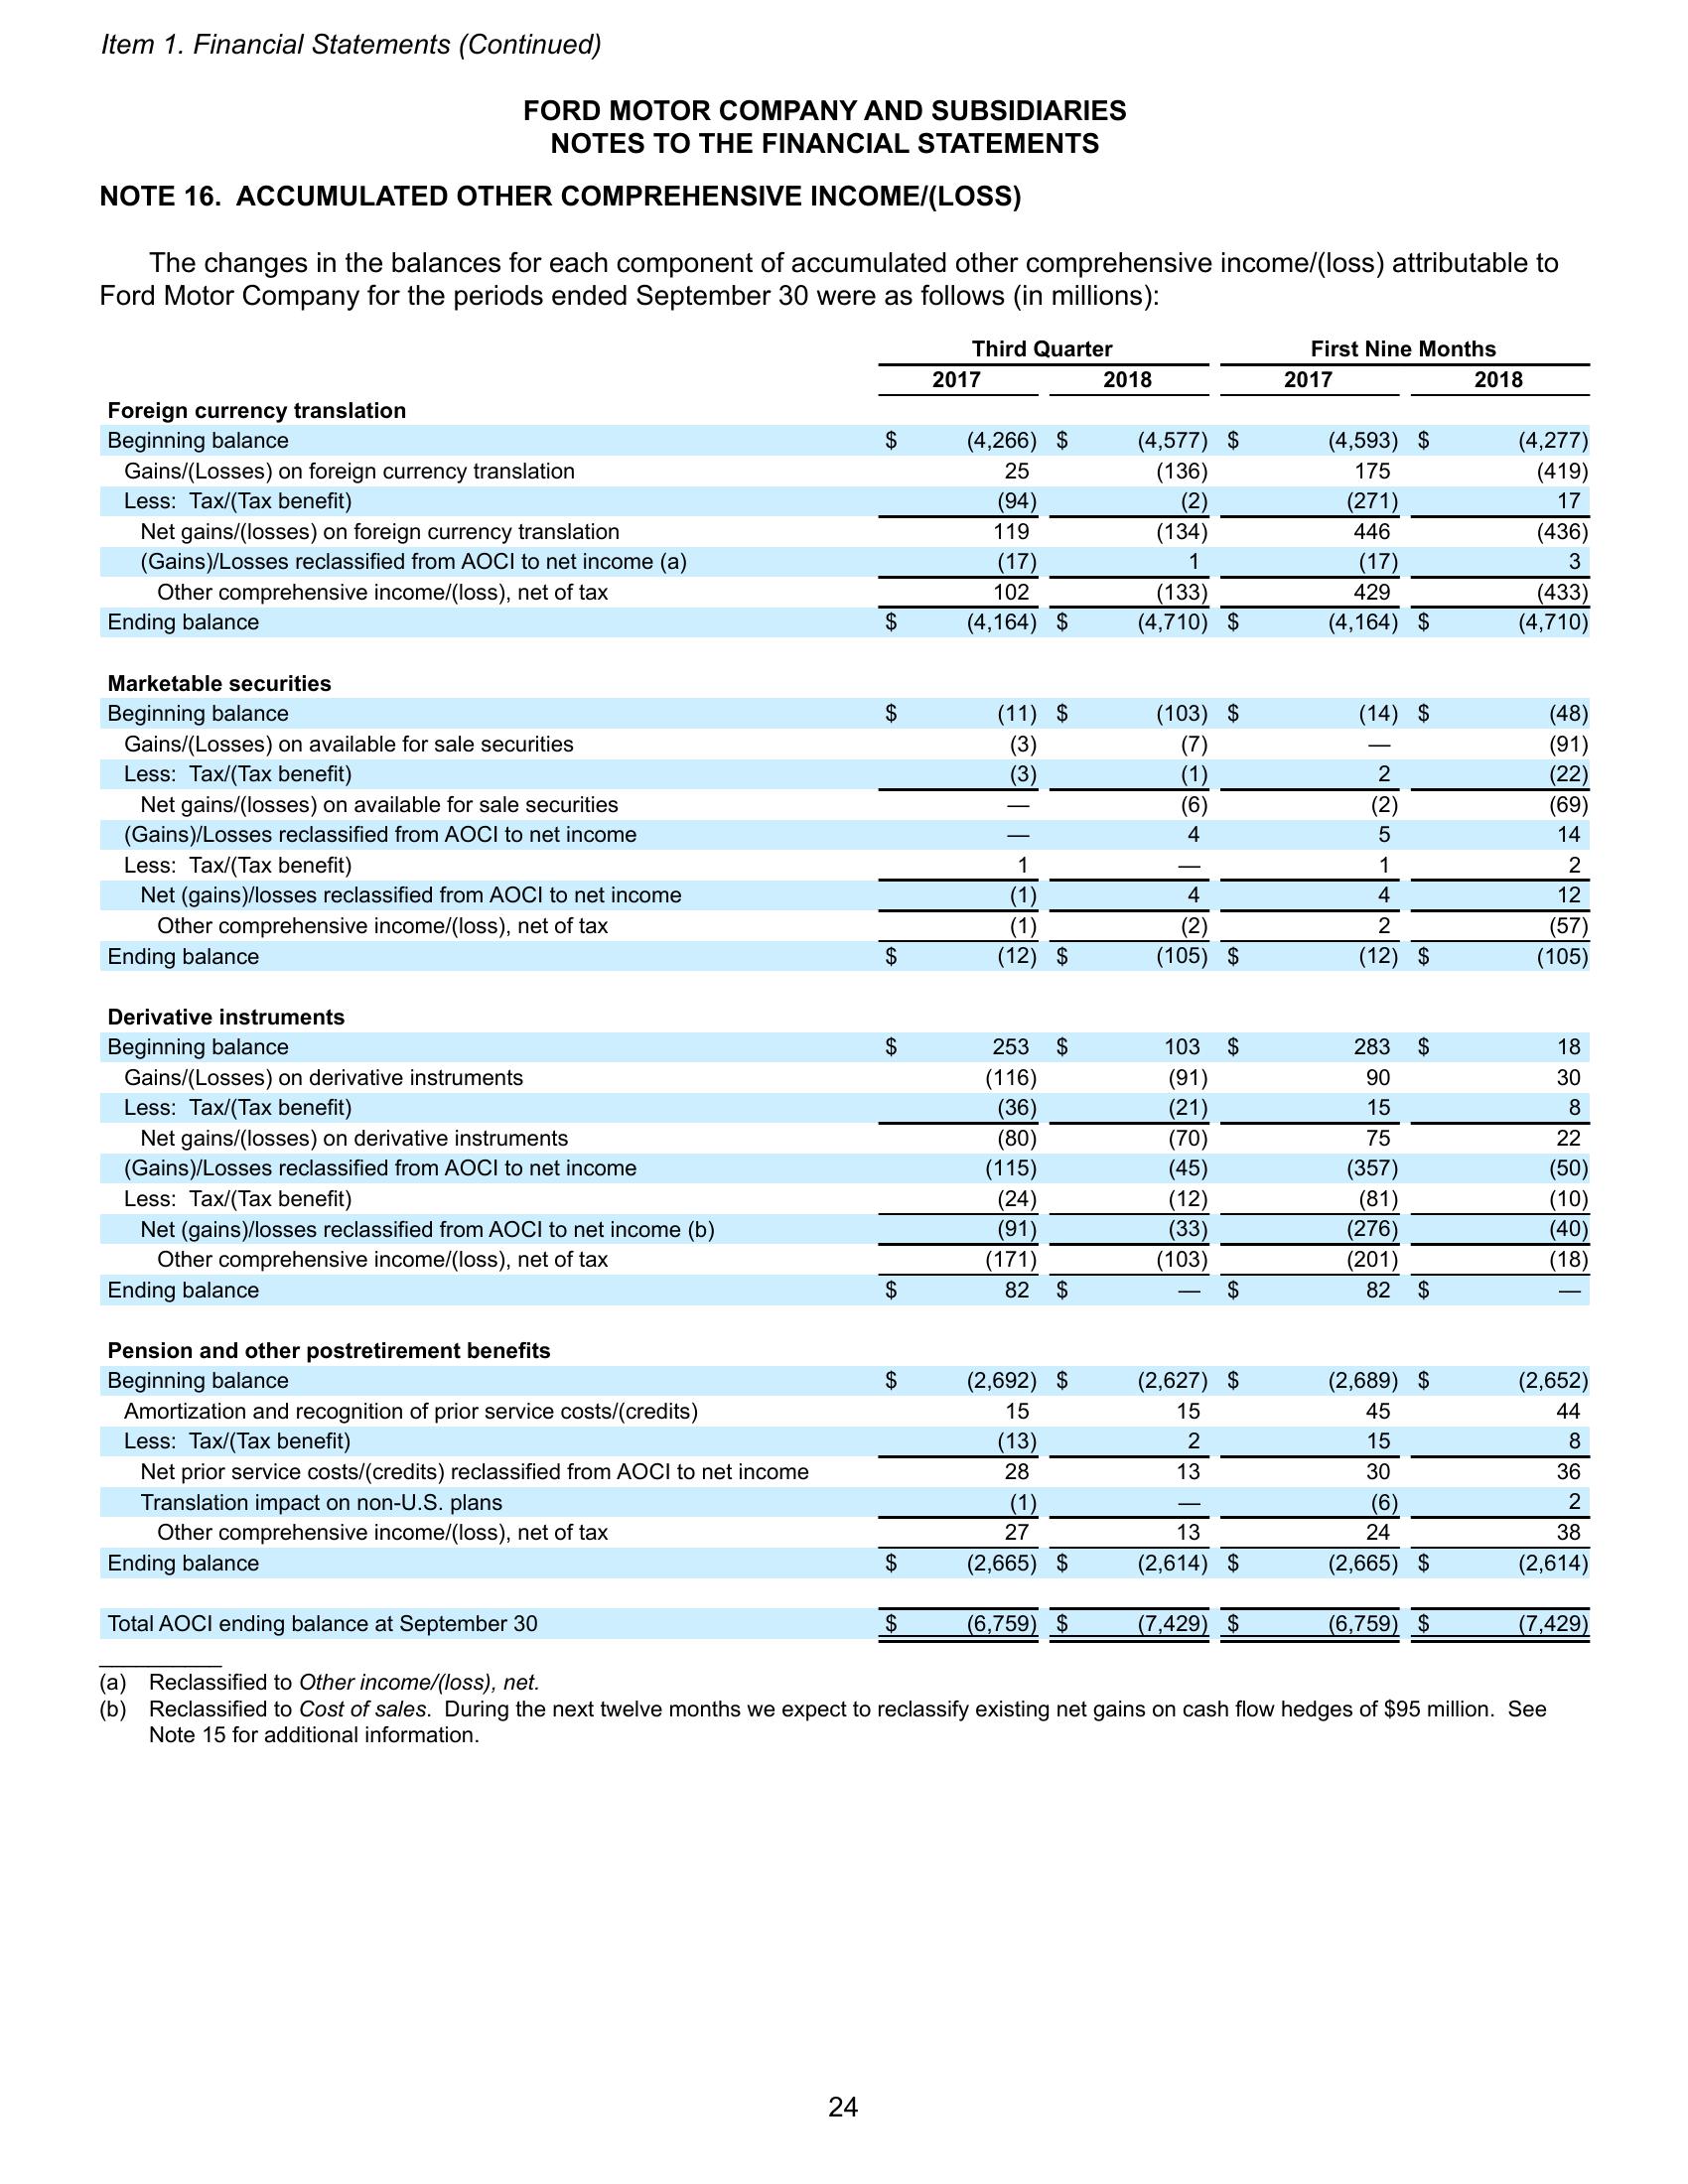 Item 1. Financial Statements (Continued)
FORD MOTOR COMPANY AND SUBSIDIARIES
NOTES TO THE FINANCIAL STATEMENTS
NOTE 16.  ACCUMULATED OTHER COMPREHENSIVE INCOME/(LOSS)
The changes in the balances for each component of accumulated other comprehensive income/(loss) attributable to
Ford Motor Company for the periods ended September 30 were as follows (in millions):
Third Quarter First Nine Months
2017 2018 2017 2018
Foreign currency translation
Beginning balance $ (4,266) $ (4,577) $ (4,593) $ (4,277)
Gains/(Losses) on foreign currency translation 25 (136) 175 (419)
Less:  Tax/(Tax benefit) (94) (2) (271) 17
Net gains/(losses) on foreign currency translation 119 (134) 446 (436)
(Gains)/Losses reclassified from AOCI to net income (a) (17) 1 (17) 3
Other comprehensive income/(loss), net of tax 102 (133) 429 (433)
Ending balance $ (4,164) $ (4,710) $ (4,164) $ (4,710)
Marketable securities
Beginning balance $ (11) $ (103) $ (14) $ (48)
Gains/(Losses) on available for sale securities (3) (7) — (91)
Less:  Tax/(Tax benefit) (3) (1) 2 (22)
Net gains/(losses) on available for sale securities — (6) (2) (69)
(Gains)/Losses reclassified from AOCI to net income — 4 5 14
Less:  Tax/(Tax benefit) 1 — 1 2
Net (gains)/losses reclassified from AOCI to net income (1) 4 4 12
Other comprehensive income/(loss), net of tax (1) (2) 2 (57)
Ending balance $ (12) $ (105) $ (12) $ (105)
Derivative instruments
Beginning balance $ 253 $ 103 $ 283 $ 18
Gains/(Losses) on derivative instruments (116) (91) 90 30
Less:  Tax/(Tax benefit) (36) (21) 15 8
Net gains/(losses) on derivative instruments (80) (70) 75 22
(Gains)/Losses reclassified from AOCI to net income (115) (45) (357) (50)
Less:  Tax/(Tax benefit) (24) (12) (81) (10)
Net (gains)/losses reclassified from AOCI to net income (b) (91) (33) (276) (40)
Other comprehensive income/(loss), net of tax (171) (103) (201) (18)
Ending balance $ 82 $ — $ 82 $ —
Pension and other postretirement benefits
Beginning balance $ (2,692) $ (2,627) $ (2,689) $ (2,652)
Amortization and recognition of prior service costs/(credits) 15 15 45 44
Less:  Tax/(Tax benefit) (13) 2 15 8
Net prior service costs/(credits) reclassified from AOCI to net income 28 13 30 36
Translation impact on non-U.S. plans (1) — (6) 2
Other comprehensive income/(loss), net of tax 27 13 24 38
Ending balance $ (2,665) $ (2,614) $ (2,665) $ (2,614)
Total AOCI ending balance at September 30 $ (6,759) $ (7,429) $ (6,759) $ (7,429)
(a) Reclassified to Other income/(loss), net.
(b) Reclassified to Cost of sales.  During the next twelve months we expect to reclassify existing net gains on cash flow hedges of $95 million.  See
Note 15 for additional information.
24